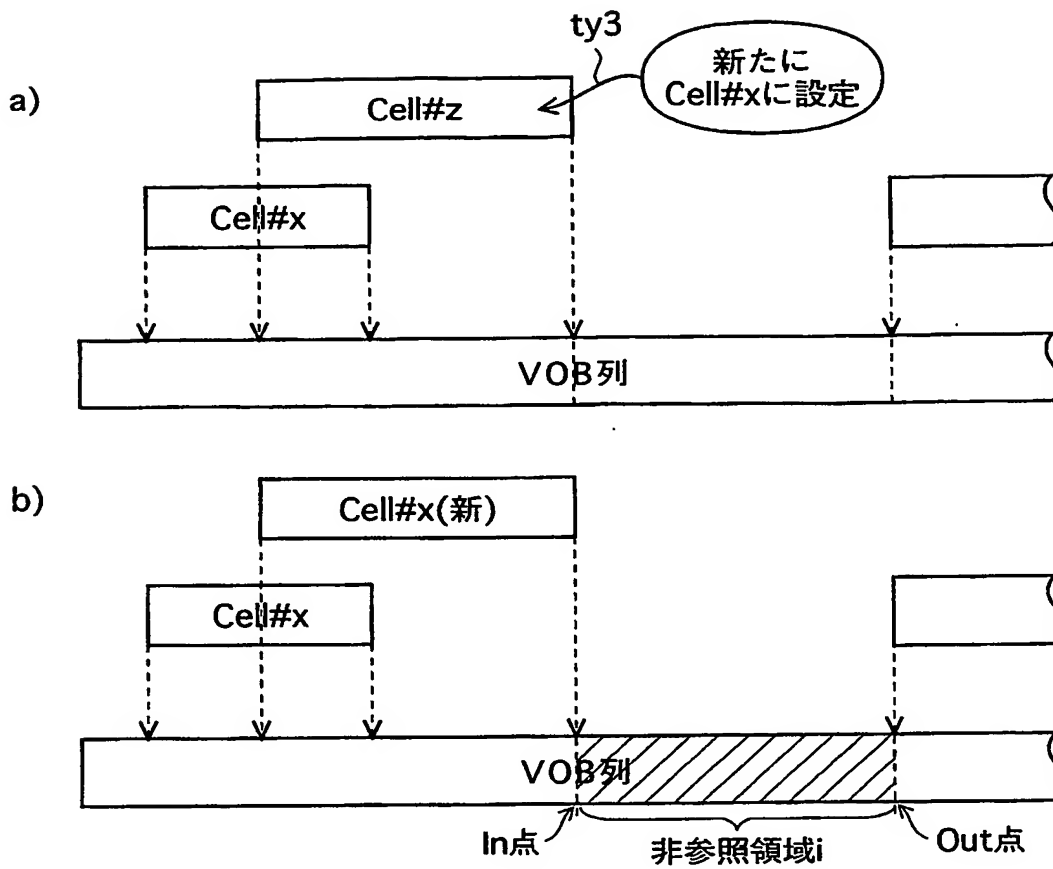 a)
ty3
新たに
Cell#xに設定
Cell#z
Cell#x
VOB列
b)
Cell#x(新)
Cell#x
VOB列
In点
非参照領域i
Out点